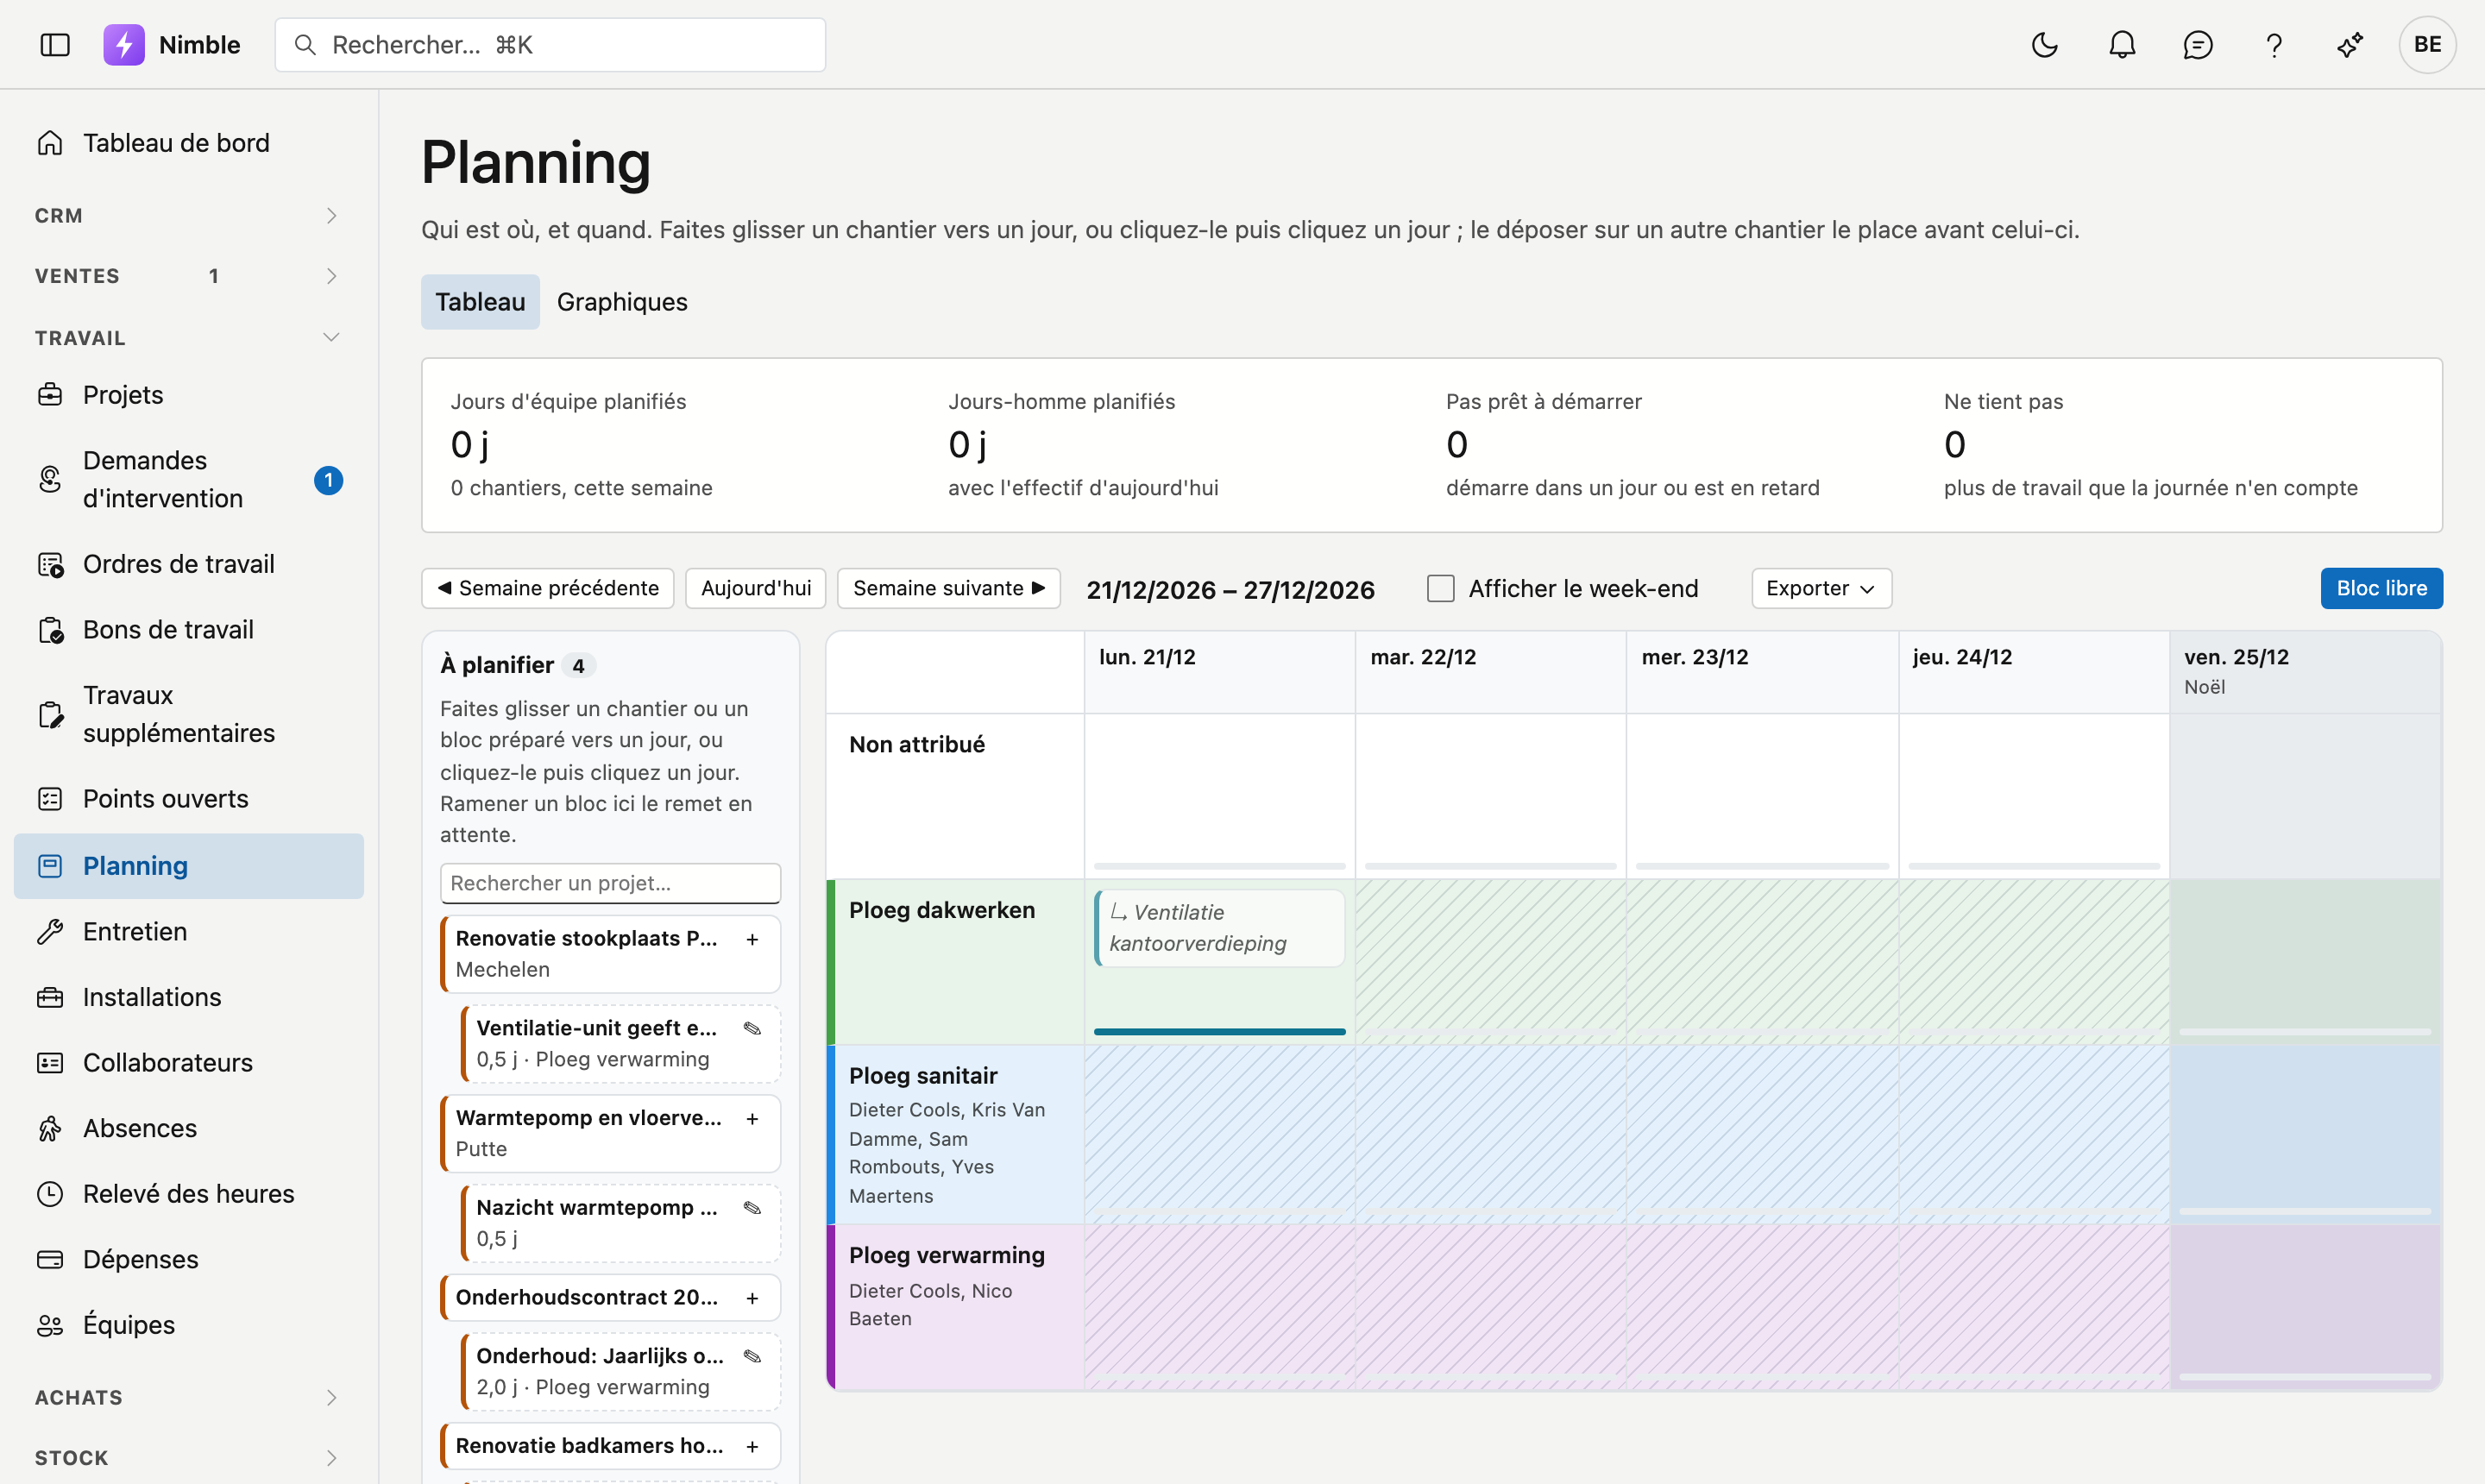 Nimble
Rechercher... ⌘K
BE
Tableau de bord
CRM
VENTES 1
TRAVAIL
Projets
Demandes
d'intervention
1
Ordres de travail
Bons de travail
Travaux
supplémentaires
Points ouverts
Planning
Entretien
Installations
Collaborateurs
Absences
Relevé des heures
Dépenses
Équipes
ACHATS
STOCK
Planning
Qui est où, et quand. Faites glisser un chantier vers un jour, ou cliquez-le puis cliquez un jour ; le déposer sur un autre chantier le place avant celui-ci.
Tableau Graphiques
Jours d'équipe planifiés
0 j
0 chantiers, cette semaine
Jours-homme planifiés
0 j
avec l'effectif d'aujourd'hui
Pas prêt à démarrer
0
démarre dans un jour ou est en retard
Ne tient pas
0
plus de travail que la journée n'en compte
◀ Semaine précédente Aujourd'hui Semaine suivante ▶ 21/12/2026 – 27/12/2026 Afficher le week-end Exporter Bloc libre
À planifier 4
Faites glisser un chantier ou un
bloc préparé vers un jour, ou
cliquez-le puis cliquez un jour.
Ramener un bloc ici le remet en
attente.
Rechercher un projet...
Renovatie stookplaats P... +
Mechelen
Ventilatie-unit geeft e... ✎
0,5 j · Ploeg verwarming
Warmtepomp en vloerve... +
Putte
Nazicht warmtepomp ... ✎
0,5 j
Onderhoudscontract 20... +
Onderhoud: Jaarlijks o... ✎
2,0 j · Ploeg verwarming
Renovatie badkamers ho... +
lun. 21/12 mar. 22/12 mer. 23/12 jeu. 24/12 ven. 25/12
Noël
Non attribué
Ploeg dakwerken
Ventilatie
kantoorverdieping
Ploeg sanitair
Dieter Cools, Kris Van
Damme, Sam
Rombouts, Yves
Maertens
Ploeg verwarming
Dieter Cools, Nico
Baeten